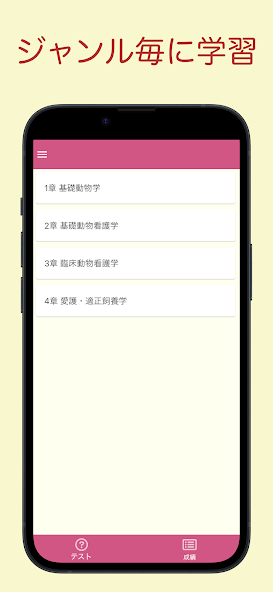 ジャンル毎に学習
1章 基礎動物学
2章 基礎動物看護学
3章 臨床動物看護学
4章 愛護・適正飼養学
テスト
成績